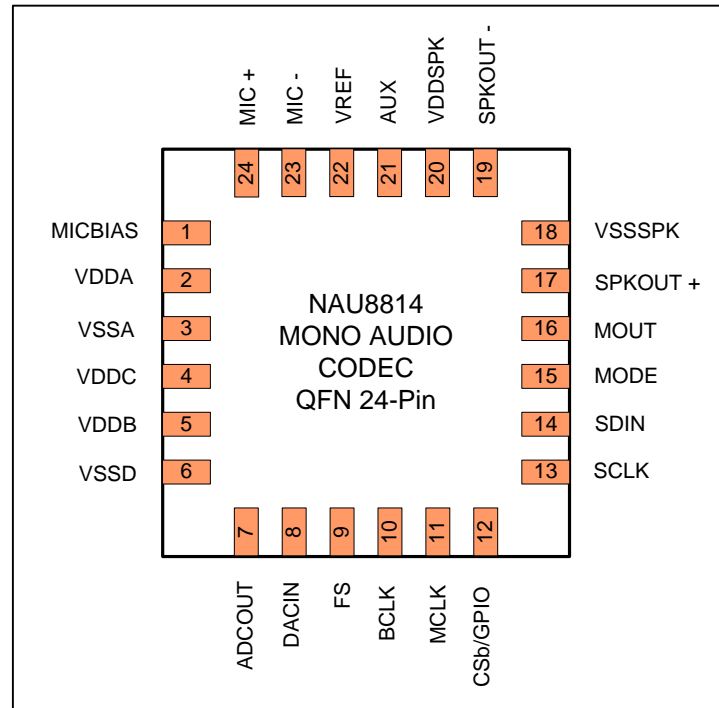 MIC +
MIC -
VREF
AUX
VDDSPK
SPKOUT -
24
23
22
21
20
19
MICBIAS 1
VDDA 2
VSSA 3
VDDC 4
VDDB 5
VSSD 6
NAU8814
MONO AUDIO
CODEC
QFN 24-Pin
18 VSSSPK
17 SPKOUT +
16 MOUT
15 MODE
14 SDIN
13 SCLK
7
8
9
10
11
12
ADCOUT
DACIN
FS
BCLK
MCLK
CSb/GPIO